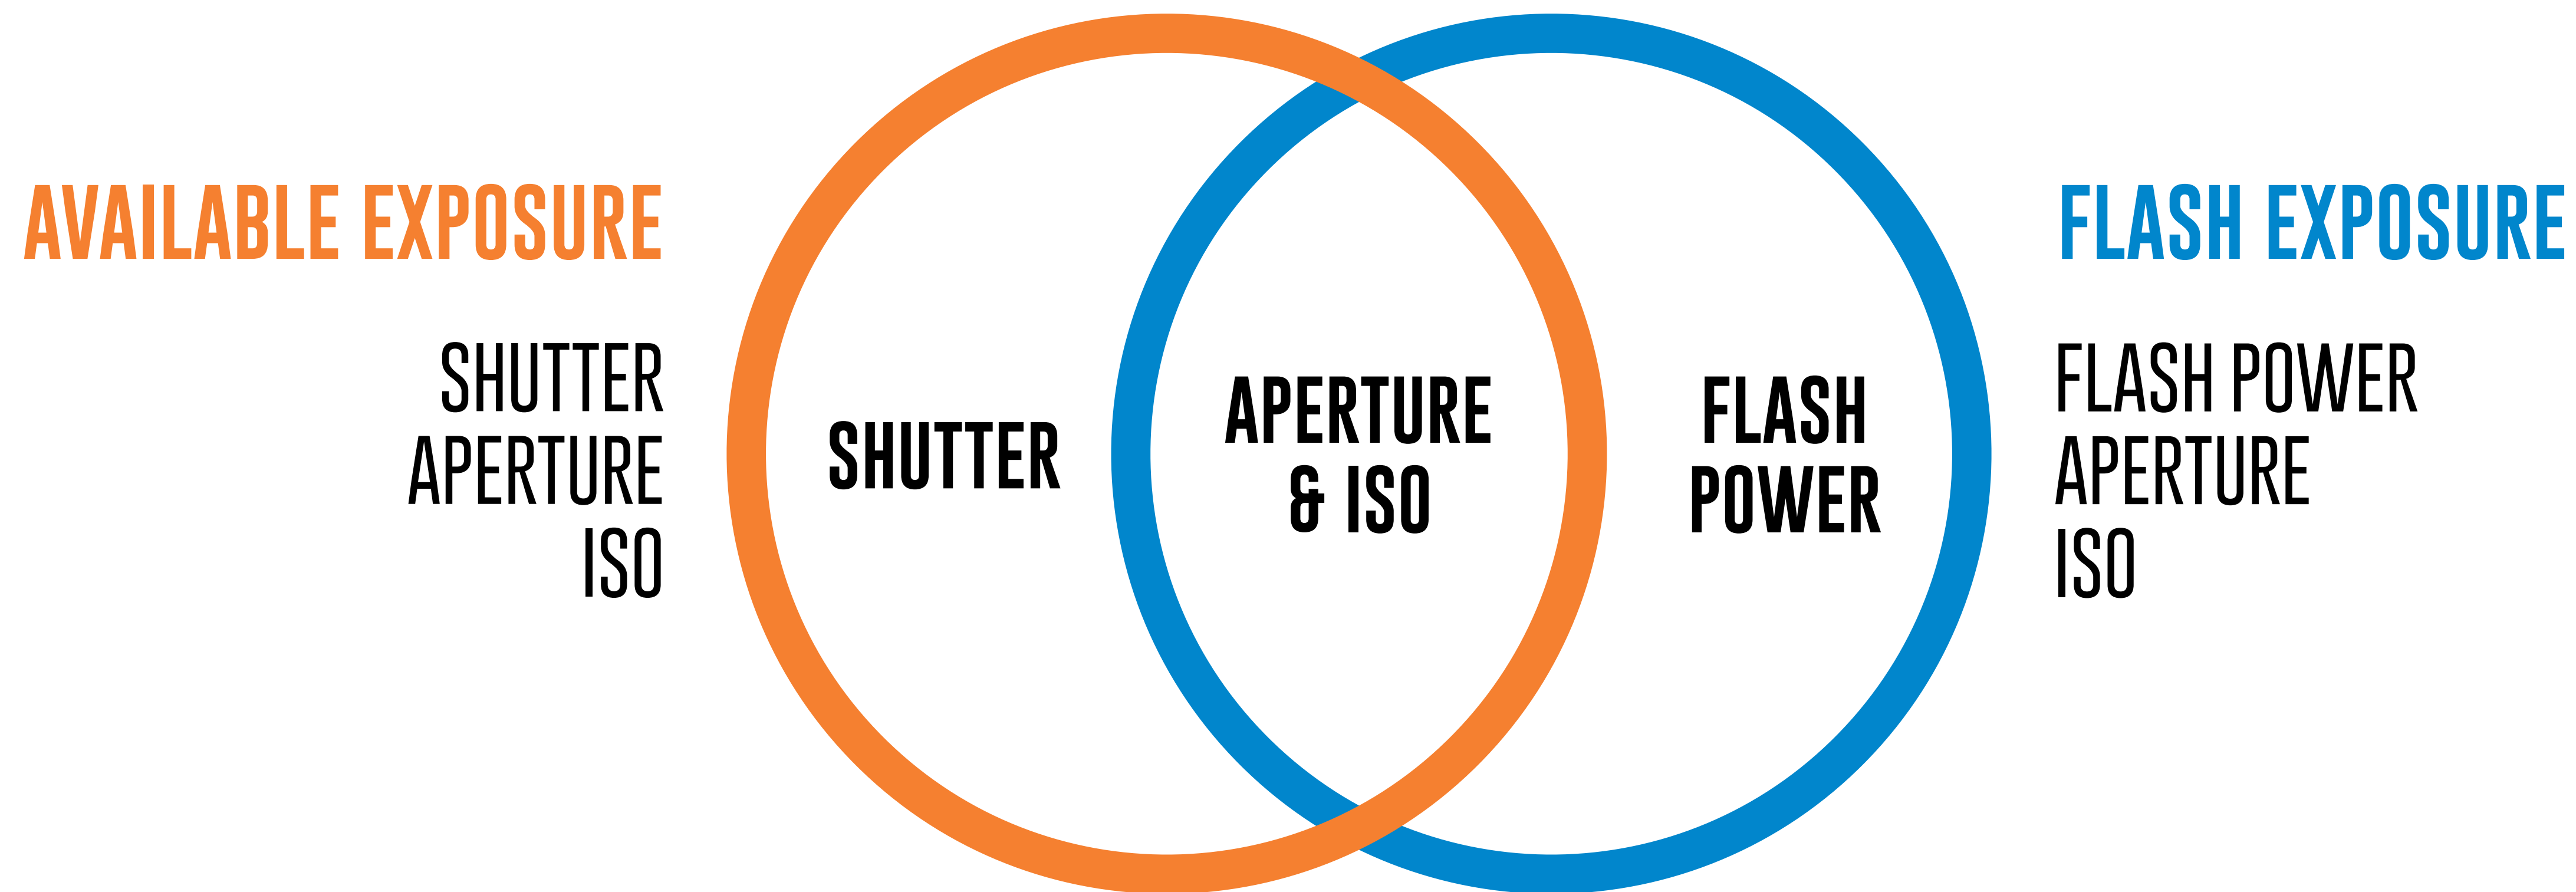 AVAILABLE EXPOSURE
SHUTTER
APERTURE
ISO
SHUTTER
APERTURE
& ISO
FLASH
POWER
FLASH EXPOSURE
FLASH POWER
APERTURE
ISO